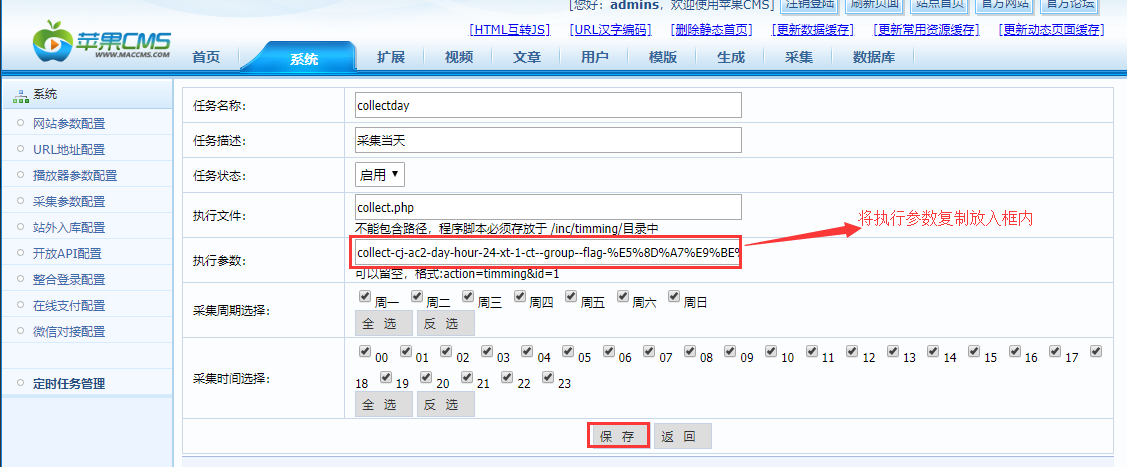 [您好：admins，欢迎使用苹果CMS] 注销登陆 刷新页面 站点首页 官方网站 官方论坛
苹果CMS
WWW.MACCMS.COM
[HTML互转JS] [URL汉字编码] [删除静态首页] [更新数据缓存] [更新常用资源缓存] [更新动态页面缓存]
首页 系统 扩展 视频 文章 用户 模版 生成 采集 数据库
系统
网站参数配置
URL地址配置
播放器参数配置
采集参数配置
站外入库配置
开放API配置
整合登录配置
在线支付配置
微信对接配置
定时任务管理
任务名称： collectday
任务描述： 采集当天
任务状态： 启用
执行文件： collect.php
不能包含路径，程序脚本必须存放于 /inc/timming/目录中
将执行参数复制放入框内
执行参数： collect-cj-ac2-day-hour-24-xt-1-ct--group--flag-%E5%8D%A7%E9%BE%
可以留空，格式:action=timming&id=1
采集周期选择： 周一 周二 周三 周四 周五 周六 周日
全 选 反 选
采集时间选择： 00 01 02 03 04 05 06 07 08 09 10 11 12 13 14 15 16 17
18 19 20 21 22 23
全 选 反 选
保 存 返 回